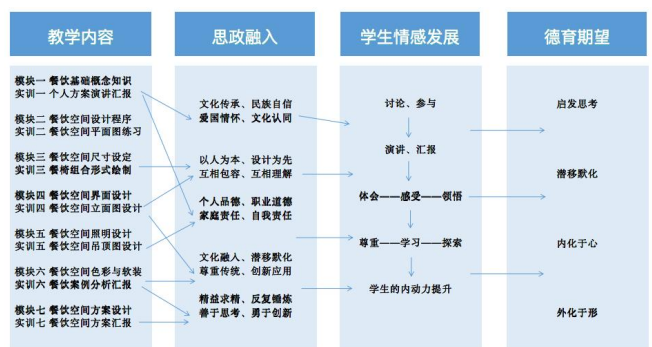 教学内容
思政融入
学生情感发展
德育期望
模块一 餐饮基础概念知识
实训一 个人方案演讲汇报
模块二 餐饮空间设计程序
实训二 餐饮空间平面图练习
模块三 餐饮空间尺寸设定
实训三 餐椅组合形式绘制
模块四 餐饮空间界面设计
实训四 餐饮空间立面图设计
模块五 餐饮空间照明设计
实训五 餐饮空间吊顶图设计
模块六 餐饮空间色彩与软装
实训六 餐饮案例分析汇报
模块七 餐饮空间方案设计
实训七 餐饮空间方案汇报
文化传承、民族自信
爱国情怀、文化认同
以人为本、设计为先
互相包容、互相理解
个人品德、职业道德
家庭责任、自我责任
文化融入、潜移默化
尊重传统、创新应用
精益求精、反复锤炼
善于思考、勇于创新
讨论、参与
演讲、汇报
体会——感受——领悟
尊重——学习——探索
学生的内动力提升
启发思考
潜移默化
内化于心
外化于形